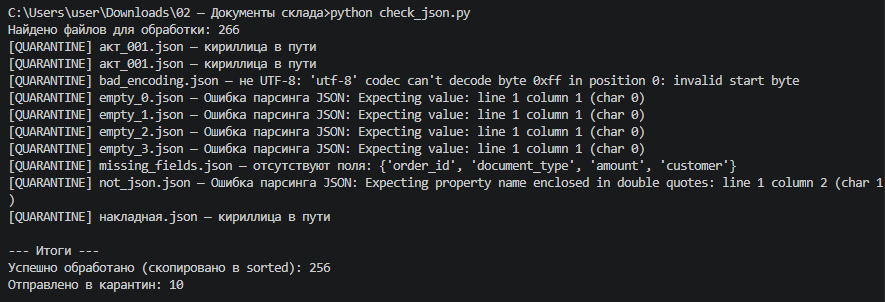 C:\Users\user\Downloads\02 — Документы склада>python check_json.py
Найдено файлов для обработки: 266
[QUARANTINE] акт_001.json — кириллица в пути
[QUARANTINE] акт_001.json — кириллица в пути
[QUARANTINE] bad_encoding.json — не UTF-8: 'utf-8' codec can't decode byte 0xff in position 0: invalid start byte
[QUARANTINE] empty_0.json — Ошибка парсинга JSON: Expecting value: line 1 column 1 (char 0)
[QUARANTINE] empty_1.json — Ошибка парсинга JSON: Expecting value: line 1 column 1 (char 0)
[QUARANTINE] empty_2.json — Ошибка парсинга JSON: Expecting value: line 1 column 1 (char 0)
[QUARANTINE] empty_3.json — Ошибка парсинга JSON: Expecting value: line 1 column 1 (char 0)
[QUARANTINE] missing_fields.json — отсутствуют поля: {'order_id', 'document_type', 'amount', 'customer'}
[QUARANTINE] not_json.json — Ошибка парсинга JSON: Expecting property name enclosed in double quotes: line 1 column 2 (char 1
)
[QUARANTINE] накладная.json — кириллица в пути
--- Итоги ---
Успешно обработано (скопировано в sorted): 256
Отправлено в карантин: 10